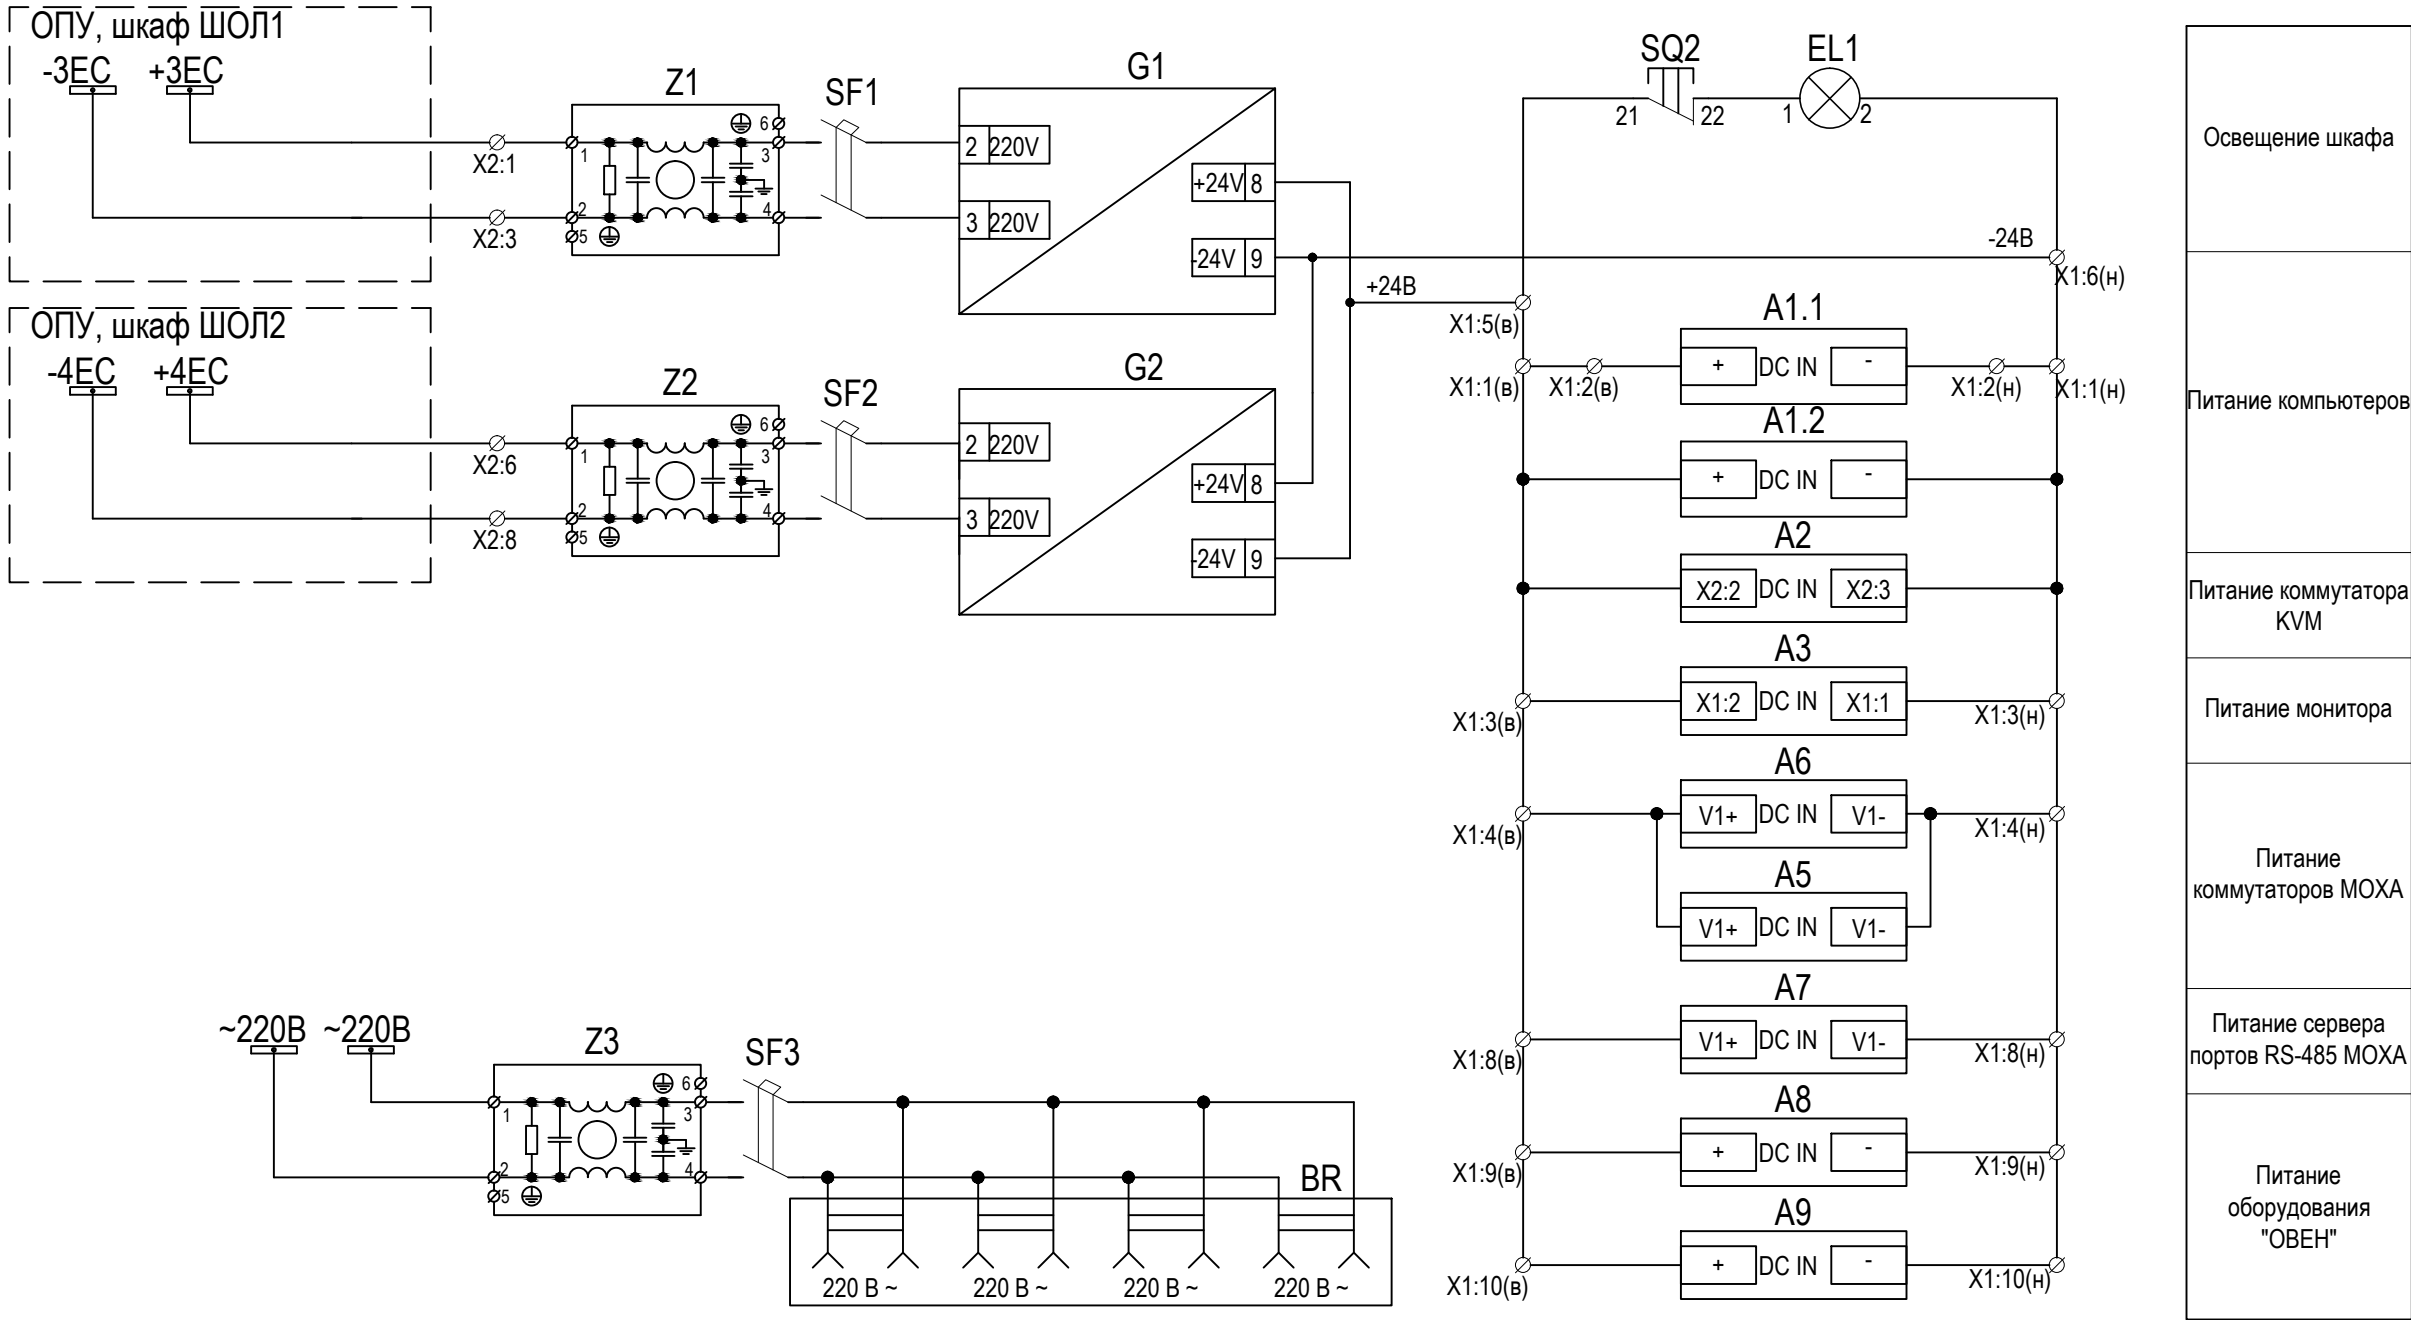 ОПУ, шкаф ШОЛ1
-3ЕС +3ЕС
X2:1
X2:3
Z1
1
2
5
6
3
4
SF1
G1
2 220V
3 220V
+24V 8
-24V 9
ОПУ, шкаф ШОЛ2
-4ЕС +4ЕС
X2:6
X2:8
Z2
1
2
5
6
3
4
SF2
G2
2 220V
3 220V
+24V 8
-24V 9
+24В
-24В
SQ2
21 22
EL1
1 2
X1:5(в)
X1:6(н)
A1.1
+ DC IN -
X1:1(в) X1:2(в) X1:2(н) X1:1(н)
A1.2
+ DC IN -
A2
X2:2 DC IN X2:3
A3
X1:2 DC IN X1:1
X1:3(в) X1:3(н)
A6
V1+ DC IN V1-
X1:4(в) X1:4(н)
A5
V1+ DC IN V1-
A7
V1+ DC IN V1-
X1:8(в) X1:8(н)
A8
+ DC IN -
X1:9(в) X1:9(н)
A9
+ DC IN -
X1:10(в) X1:10(н)
~220В ~220В
Z3
1
2
5
6
3
4
SF3
BR
220 В ~ 220 В ~ 220 В ~ 220 В ~
Освещение шкафа
Питание компьютеров
Питание коммутатора
KVM
Питание монитора
Питание
коммутаторов MOXA
Питание сервера
портов RS-485 MOXA
Питание
оборудования
"ОВЕН"